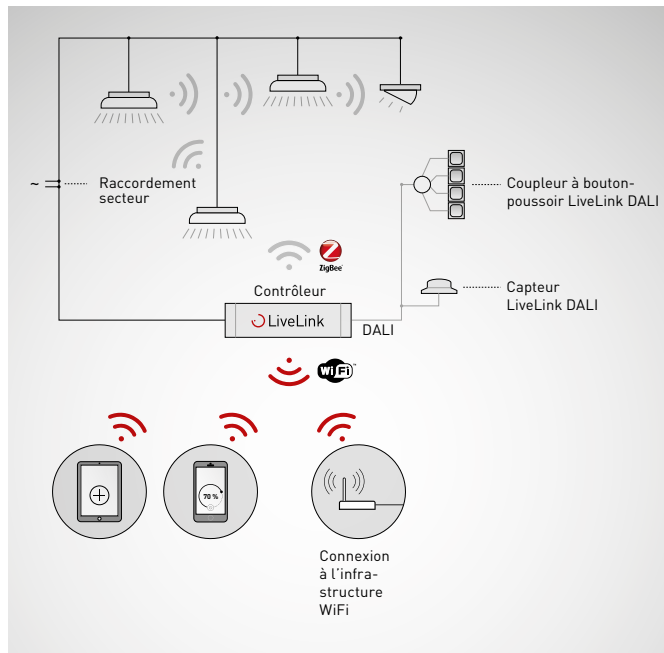 ~
Raccordement
secteur
Coupleur à bouton-
poussoir LiveLink DALI
ZigBee
Contrôleur
LiveLink
DALI
Capteur
LiveLink DALI
WiFi™
70 %
Connexion
à l'infra-
structure
WiFi